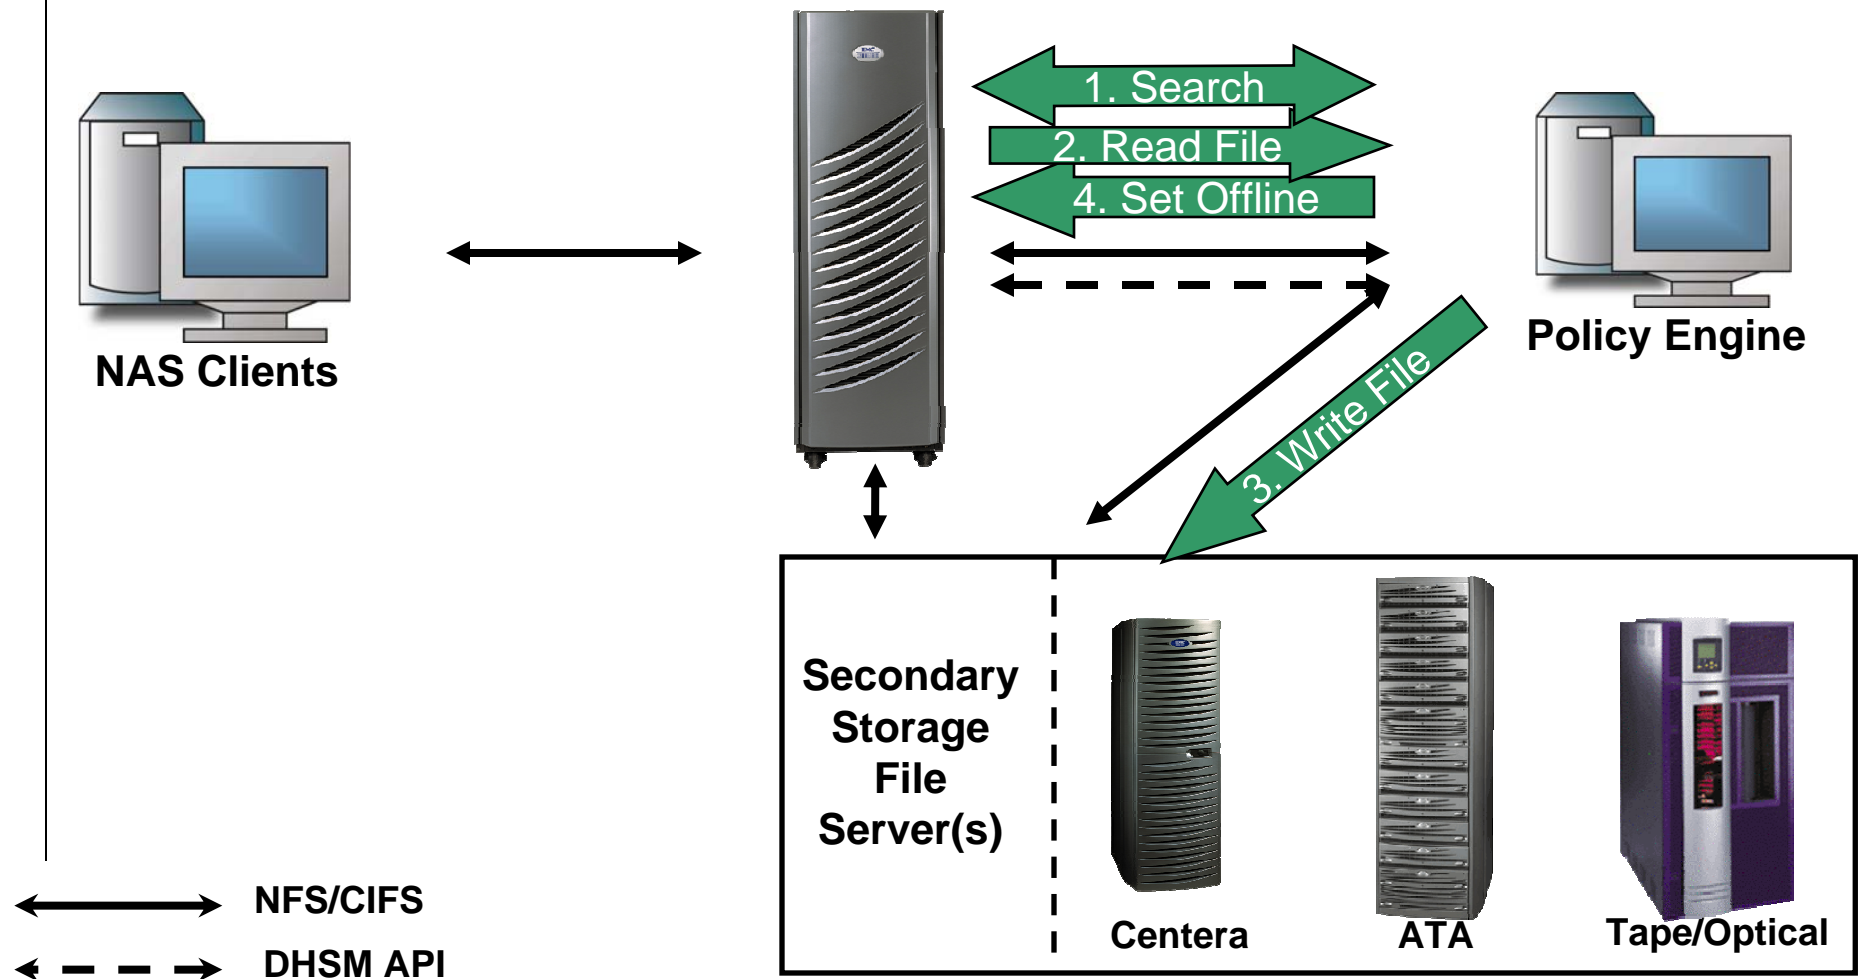 EMC²
1. Search
2. Read File
4. Set Offline
NAS Clients
Policy Engine
3. Write File
Secondary
Storage
File
Server(s)
Centera
ATA
Tape/Optical
NFS/CIFS
DHSM API